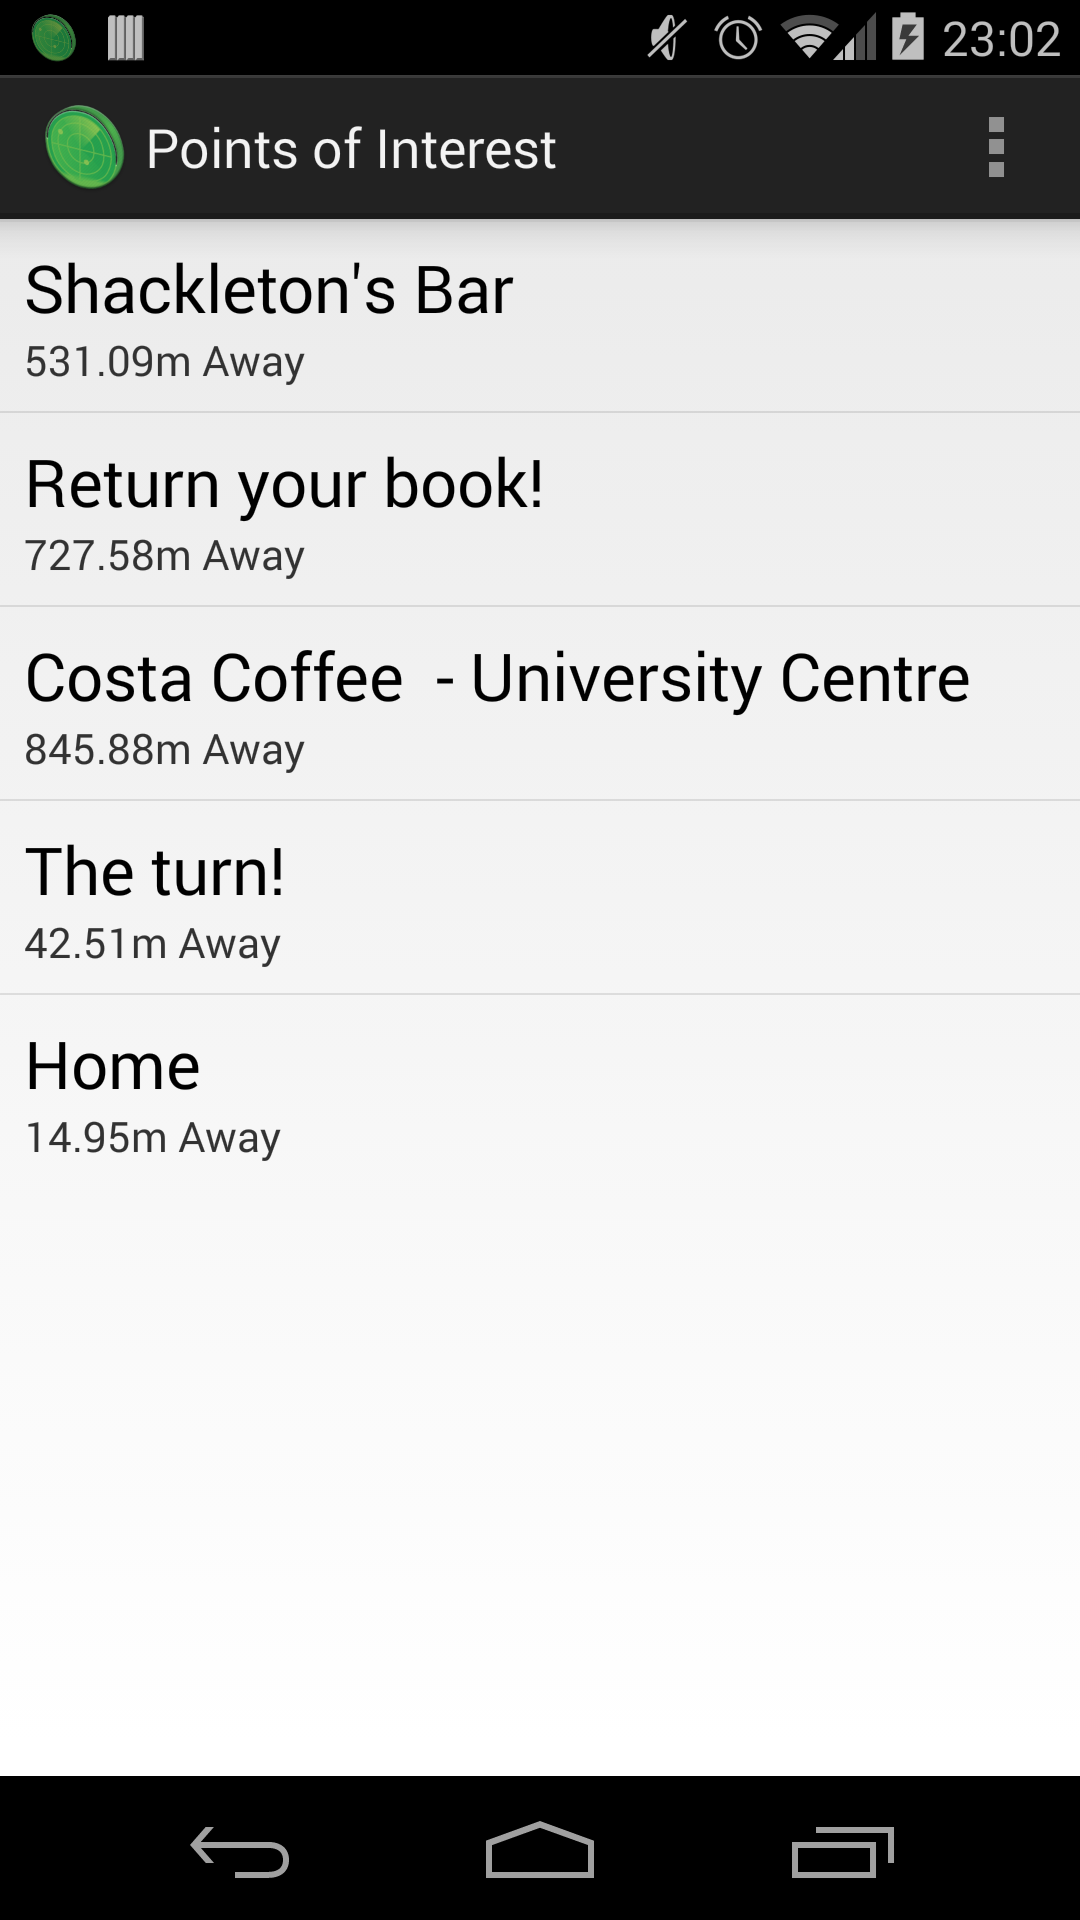 23:02
Points of Interest
Shackleton's Bar
531.09m Away
Return your book!
727.58m Away
Costa Coffee  - University Centre
845.88m Away
The turn!
42.51m Away
Home
14.95m Away